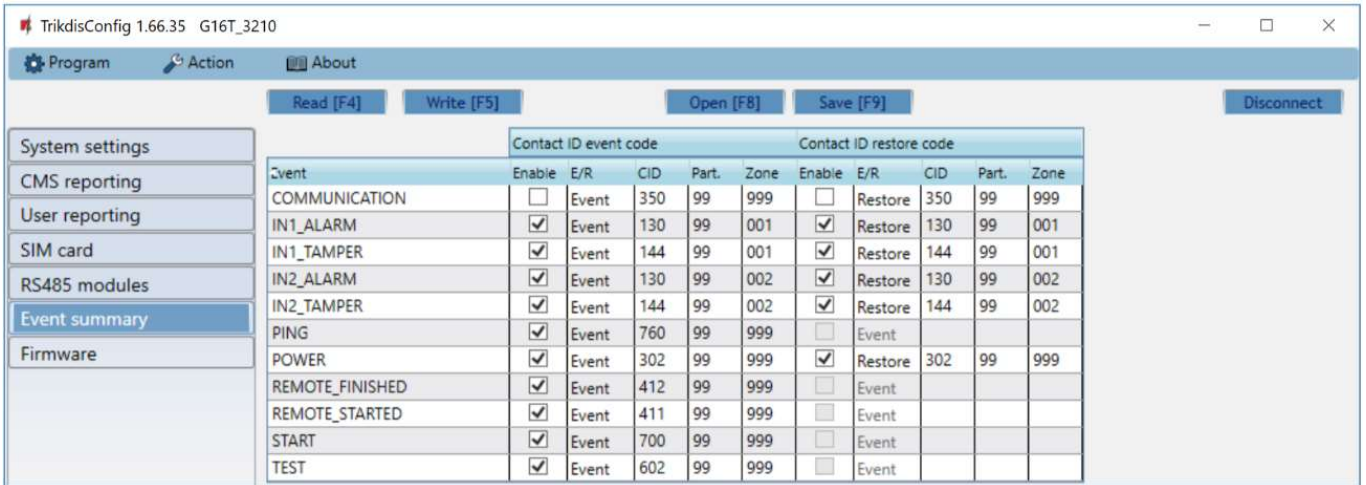 TrikdisConfig 1.66.35 G16T_3210
Program Action About
Read [F4] Write [F5] Open [F8] Save [F9] Disconnect
System settings
CMS reporting
User reporting
SIM card
RS485 modules
Event summary
Firmware
Contact ID event code Contact ID restore code
Event Enable E/R CID Part. Zone Enable E/R CID Part. Zone
COMMUNICATION Event 350 99 999 Restore 350 99 999
IN1_ALARM Event 130 99 001 Restore 130 99 001
IN1_TAMPER Event 144 99 001 Restore 144 99 001
IN2_ALARM Event 130 99 002 Restore 130 99 002
IN2_TAMPER Event 144 99 002 Restore 144 99 002
PING Event 760 99 999 Event
POWER Event 302 99 999 Restore 302 99 999
REMOTE_FINISHED Event 412 99 999 Event
REMOTE_STARTED Event 411 99 999 Event
START Event 700 99 999 Event
TEST Event 602 99 999 Event